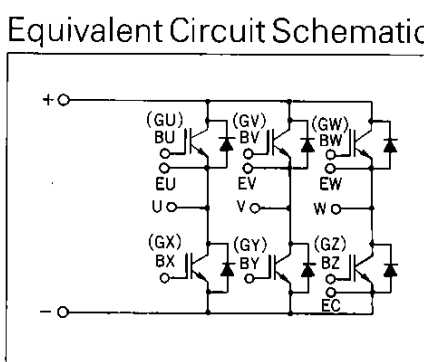 Equivalent Circuit Schematic
+
(GU) (GV) (GW)
BU BV BW
EU EV EW
U V W
(GX) (GY) (GZ)
BX BY BZ
EC
−